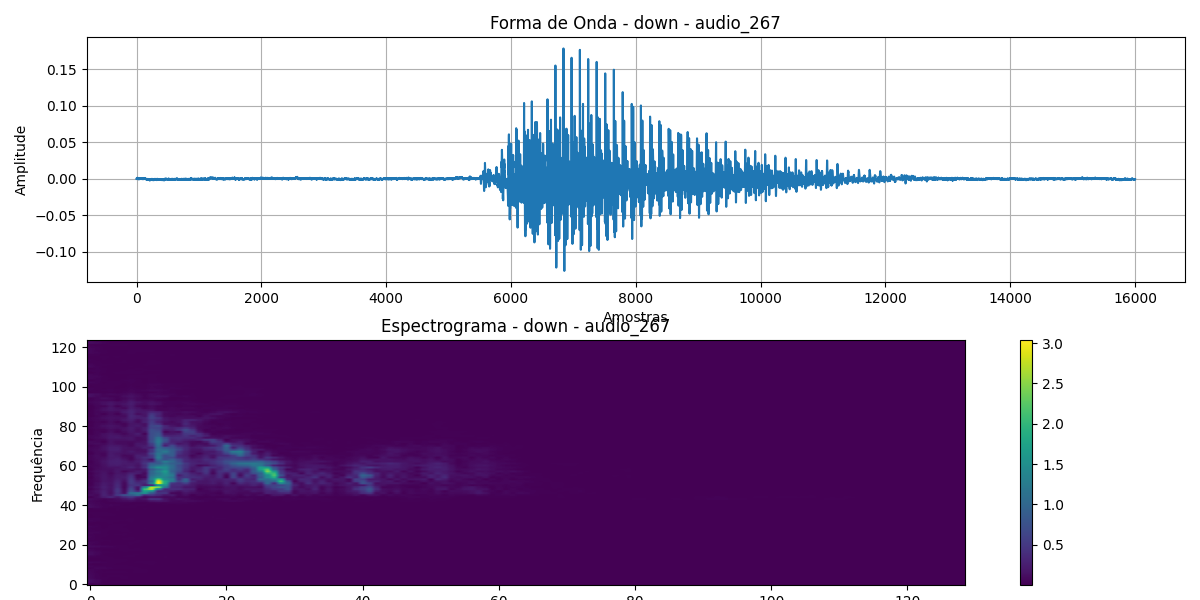 Forma de Onda - down - audio_267
0.15
0.10
0.05
0.00
−0.05
−0.10
Amplitude
0 2000 4000 6000 8000 10000 12000 14000 16000
Amostras
Espectrograma - down - audio_267
120
100
80
60
40
20
0
Frequência
0 20 40 60 80 100 120
3.0
2.5
2.0
1.5
1.0
0.5